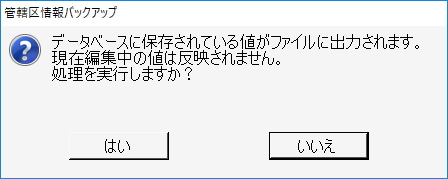 管轄区情報バックアップ
データベースに保存されている値がファイルに出力されます。
現在編集中の値は反映されません。
処理を実行しますか？
はい
いいえ